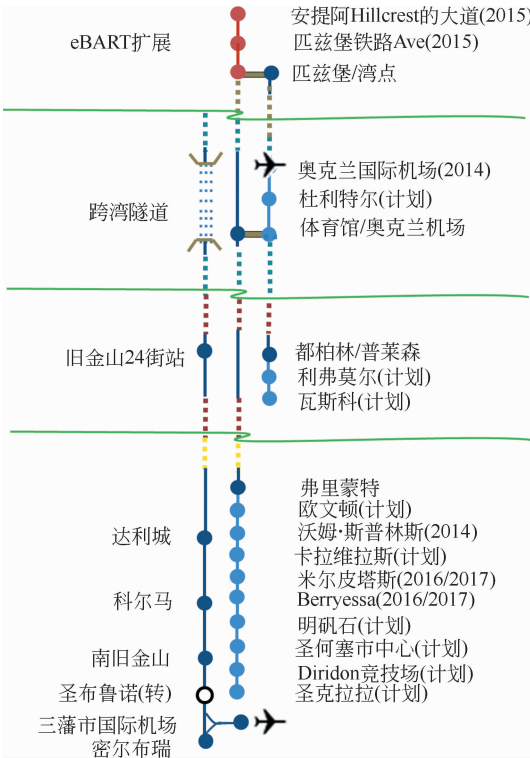 安提阿Hillcrest的大道(2015)
eBART扩展
匹兹堡铁路Ave(2015)
匹兹堡/湾点
奥克兰国际机场(2014)
杜利特尔(计划)
跨湾隧道
体育馆/奥克兰机场
旧金山24街站
都柏林/普莱森
利弗莫尔(计划)
瓦斯科(计划)
弗里蒙特
欧文顿(计划)
达利城
沃姆·斯普林斯(2014)
卡拉维拉斯(计划)
米尔皮塔斯(2016/2017)
科尔马
Berryessa(2016/2017)
明矾石(计划)
圣何塞市中心(计划)
南旧金山
Diridon竞技场(计划)
圣布鲁诺(转)
圣克拉拉(计划)
三藩市国际机场
密尔布瑞